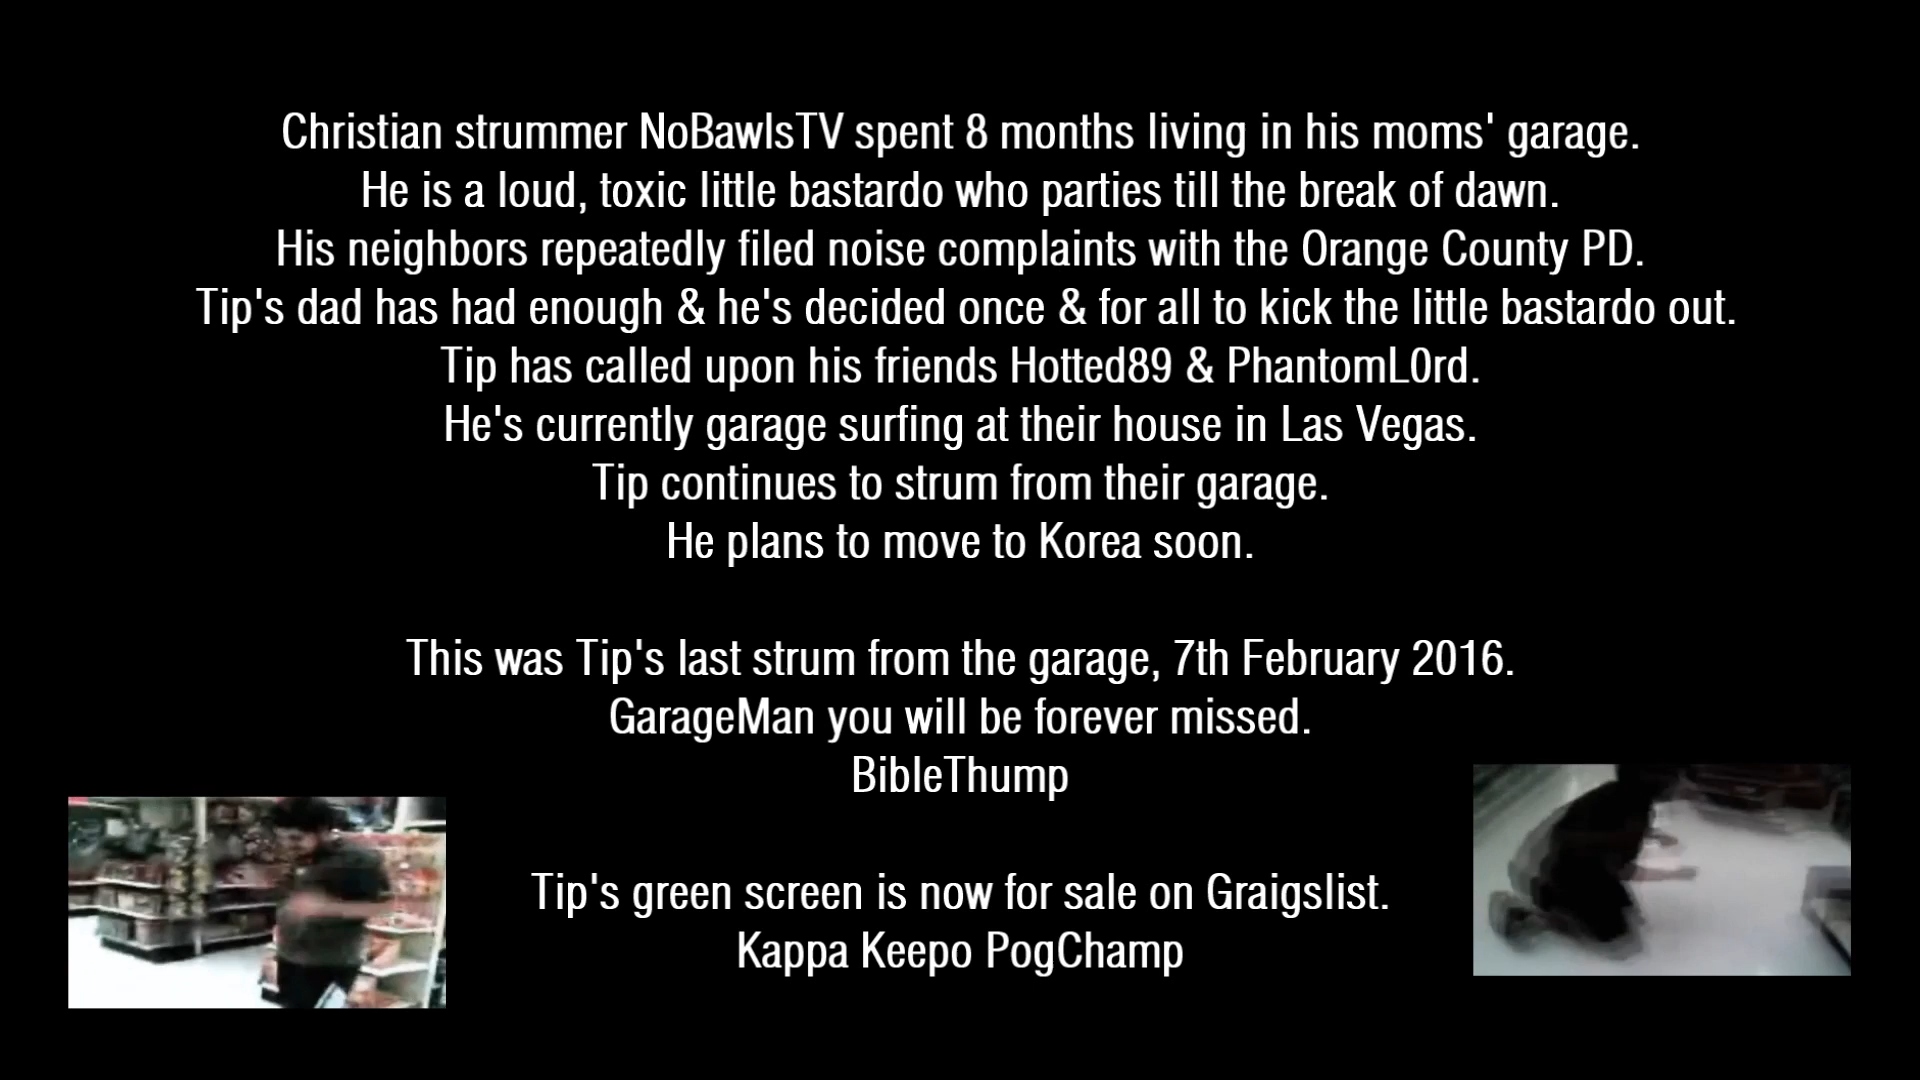 Christian strummer NoBawlsTV spent 8 months living in his moms' garage.
He is a loud, toxic little bastardo who parties till the break of dawn.
His neighbors repeatedly filed noise complaints with the Orange County PD.
Tip's dad has had enough & he's decided once & for all to kick the little bastardo out.
Tip has called upon his friends Hotted89 & PhantomL0rd.
He's currently garage surfing at their house in Las Vegas.
Tip continues to strum from their garage.
He plans to move to Korea soon.
This was Tip's last strum from the garage, 7th February 2016.
GarageMan you will be forever missed.
BibleThump
Tip's green screen is now for sale on Graigslist.
Kappa Keepo PogChamp